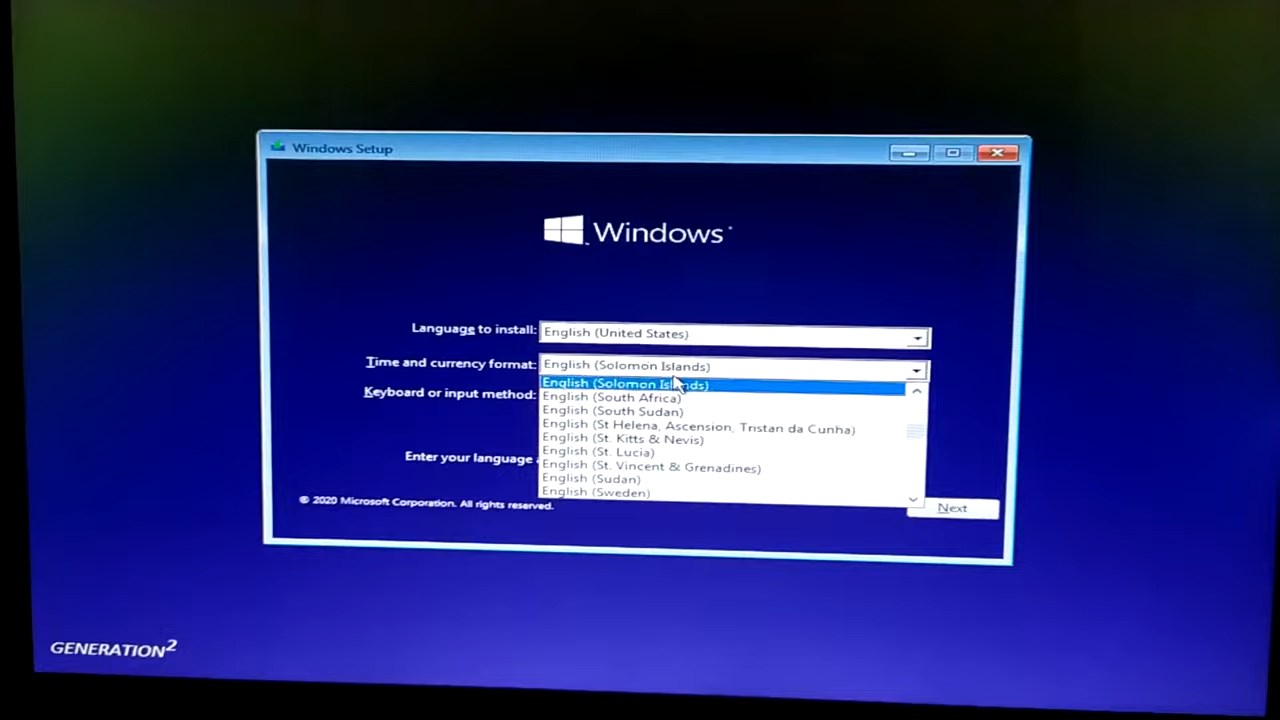 Windows Setup
Windows
Language to install: English (United States)
Time and currency format: English (Solomon Islands)
English (Solomon Islands)
Keyboard or input method:
English (South Africa)
English (South Sudan)
English (St Helena, Ascension, Tristan da Cunha)
English (St. Kitts & Nevis)
English (St. Lucia)
Enter your language
English (St. Vincent & Grenadines)
English (Sudan)
English (Sweden)
© 2020 Microsoft Corporation. All rights reserved.
Next
GENERATION²